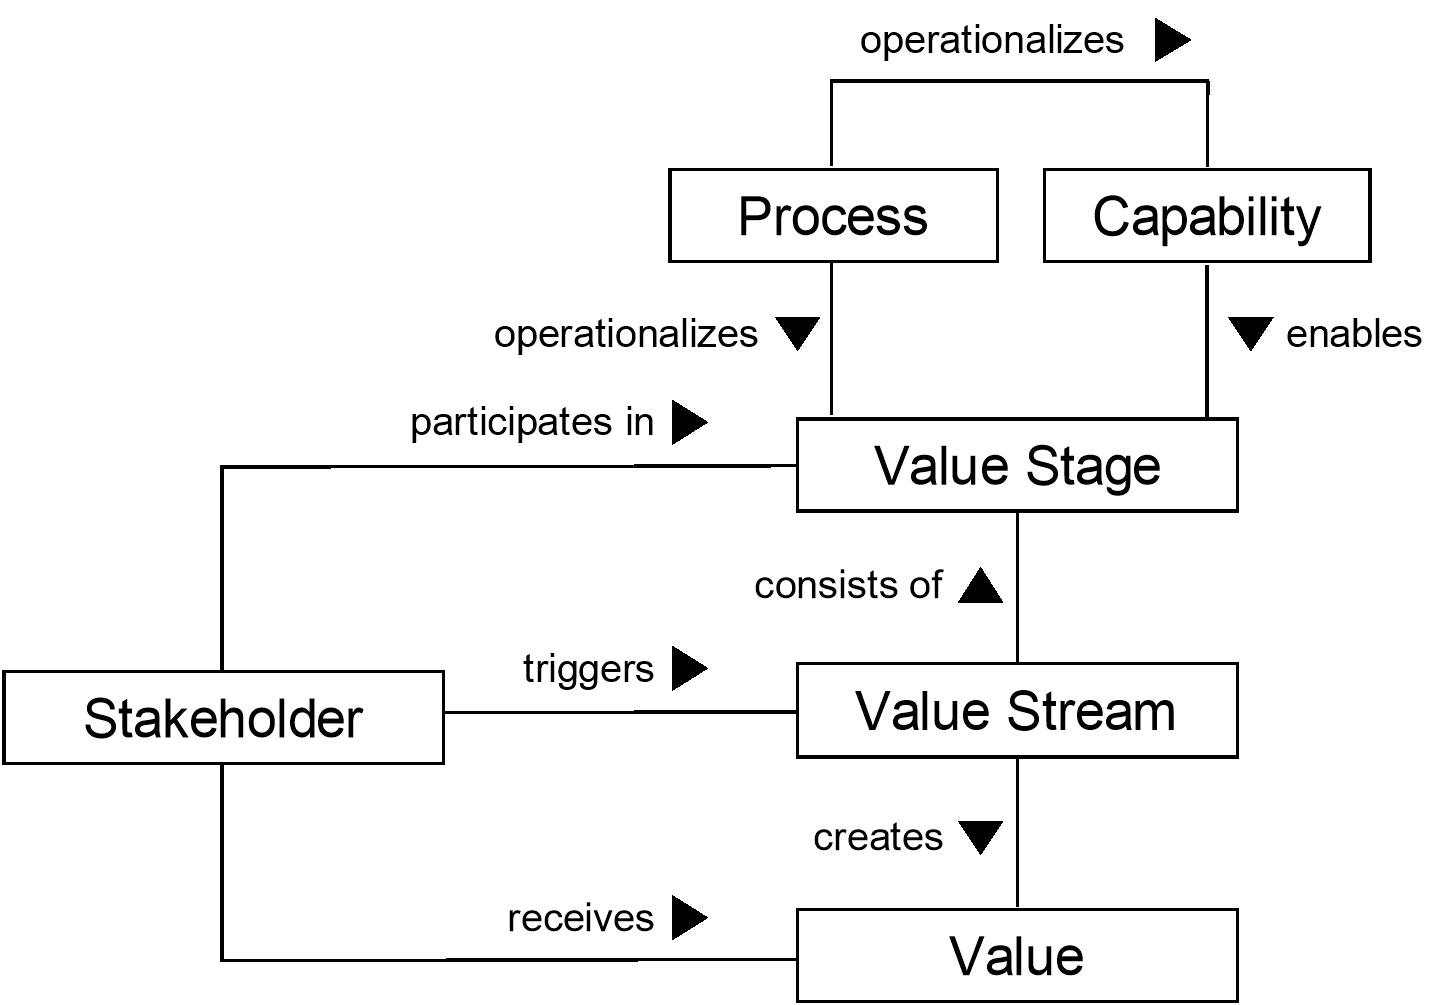 operationalizes
Process
Capability
operationalizes
enables
participates in
Value Stage
consists of
triggers
Stakeholder
Value Stream
creates
receives
Value